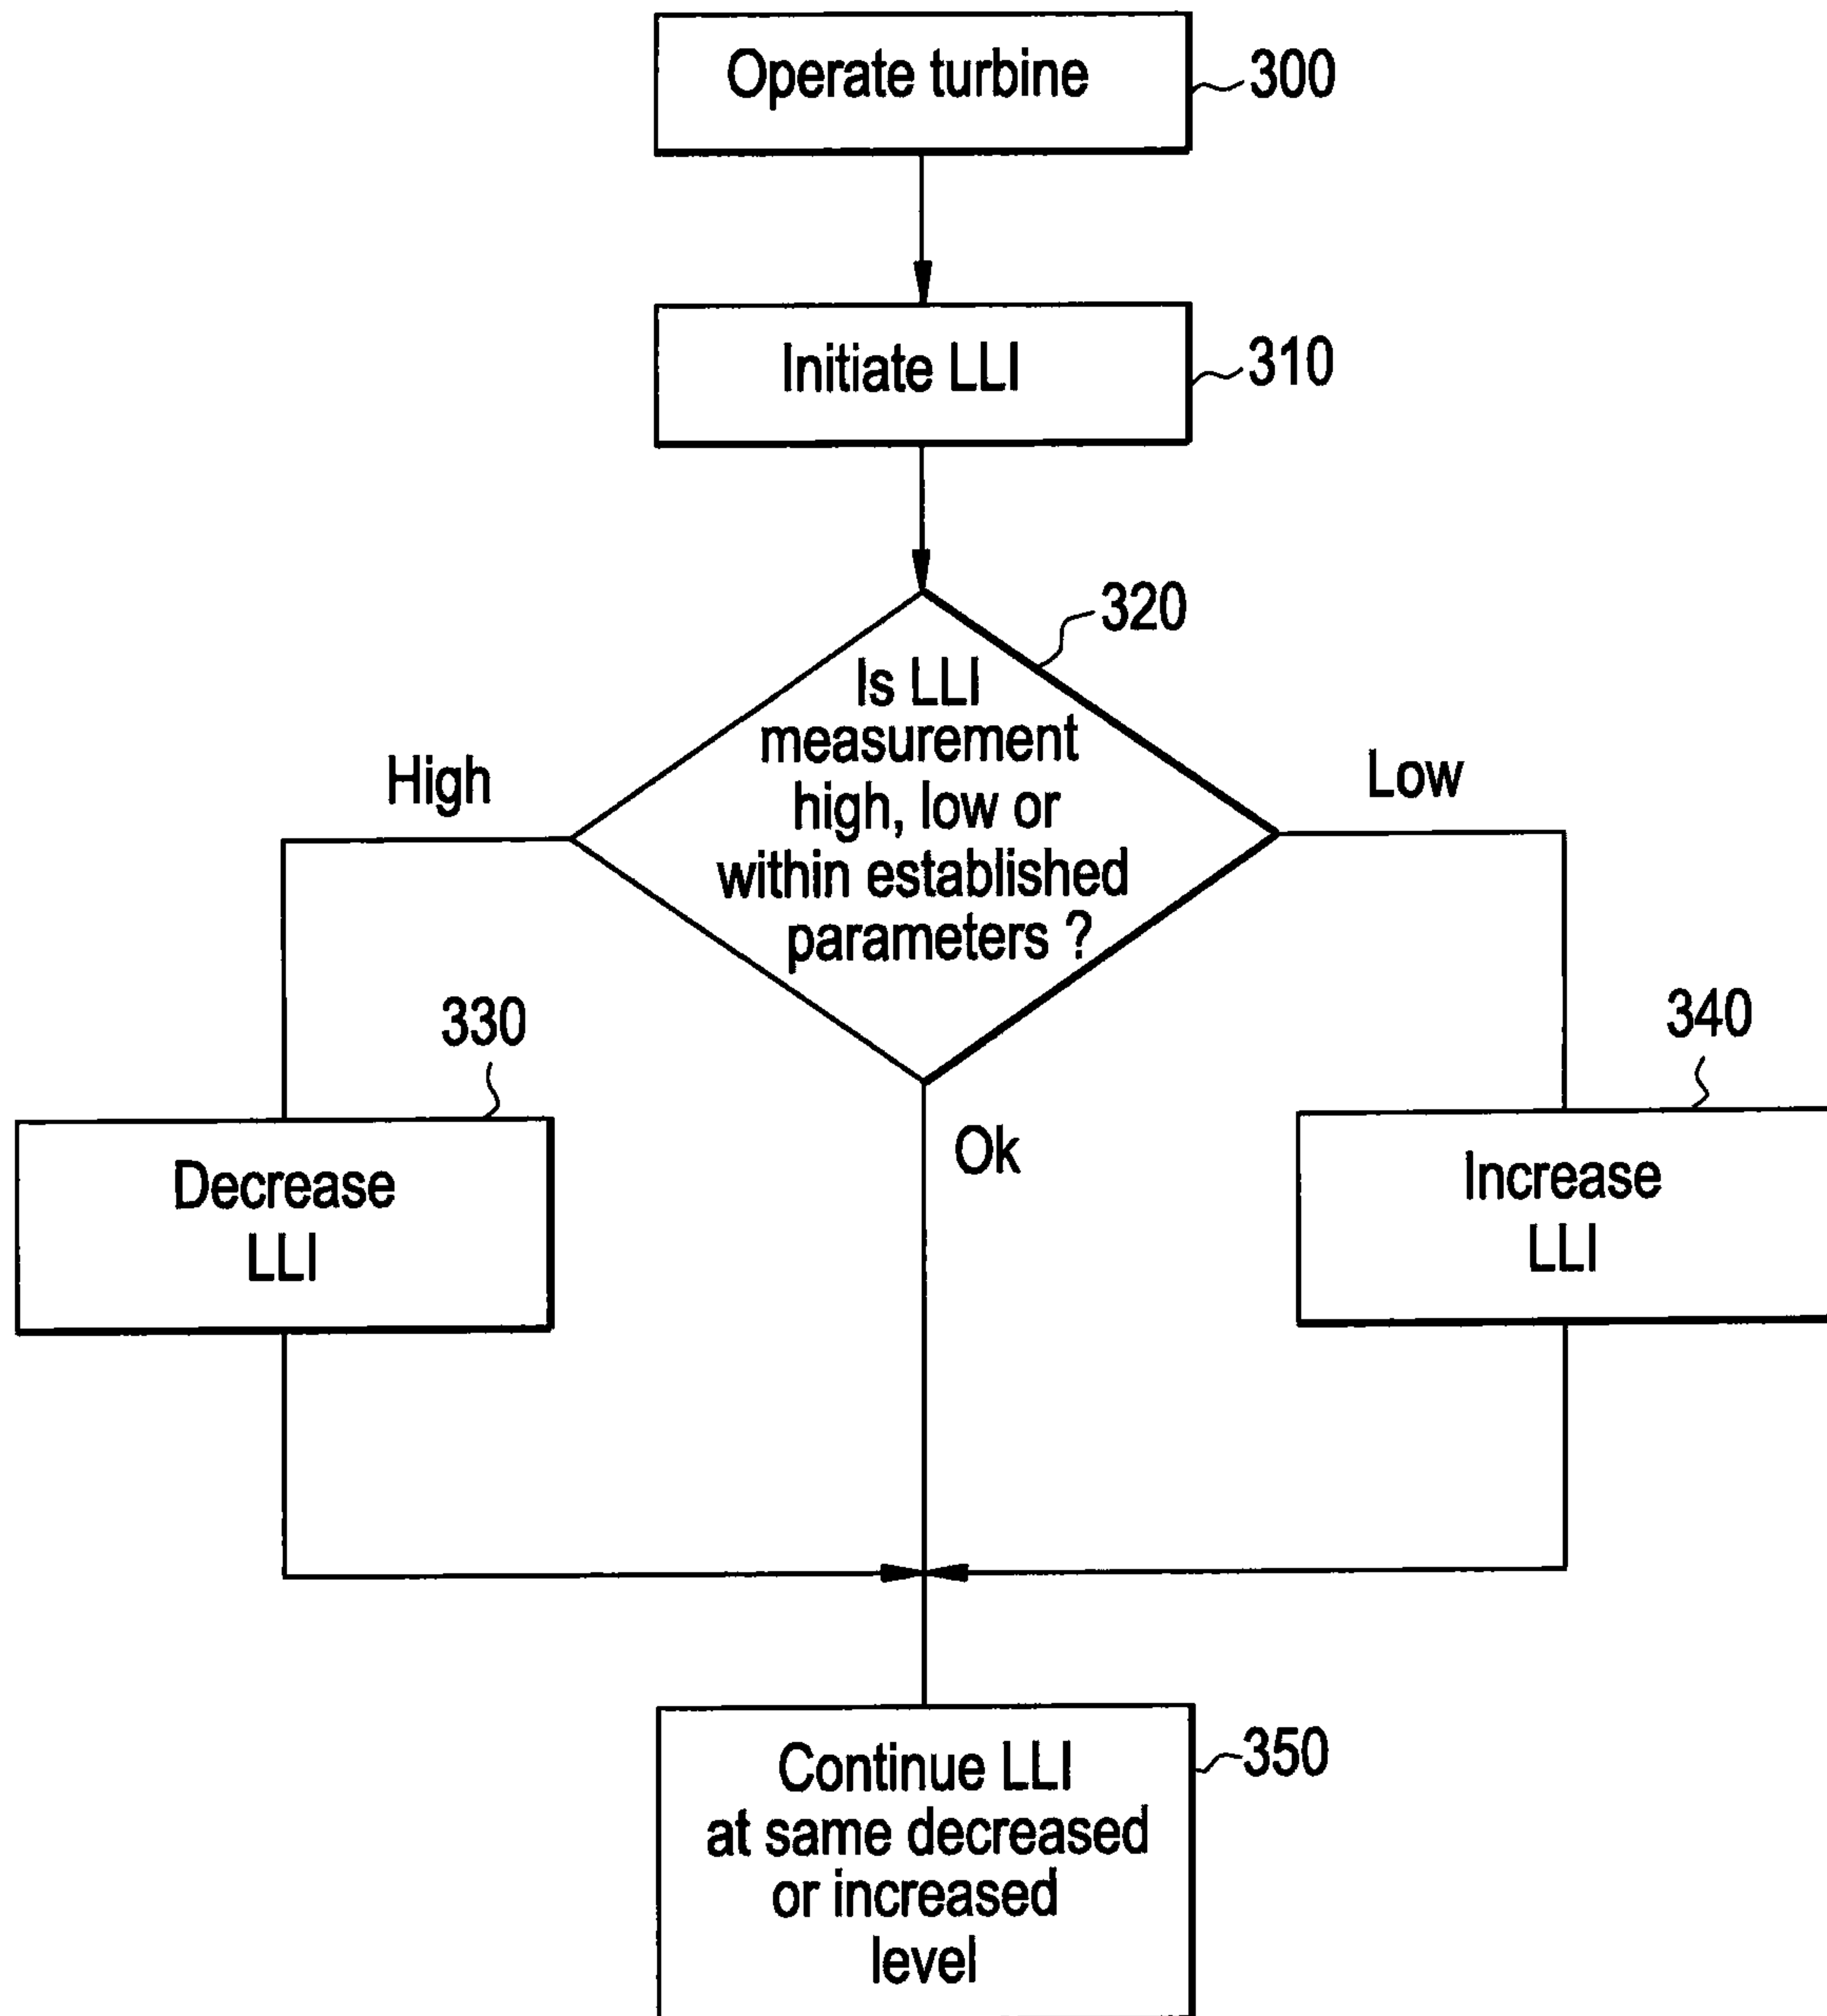 Operate turbine
300
Initiate LLI
310
320
Is LLI
measurement
high, low or
within established
parameters ?
High
Low
330
340
Decrease
LLI
Ok
Increase
LLI
Continue LLI
at same decreased
or increased
level
350